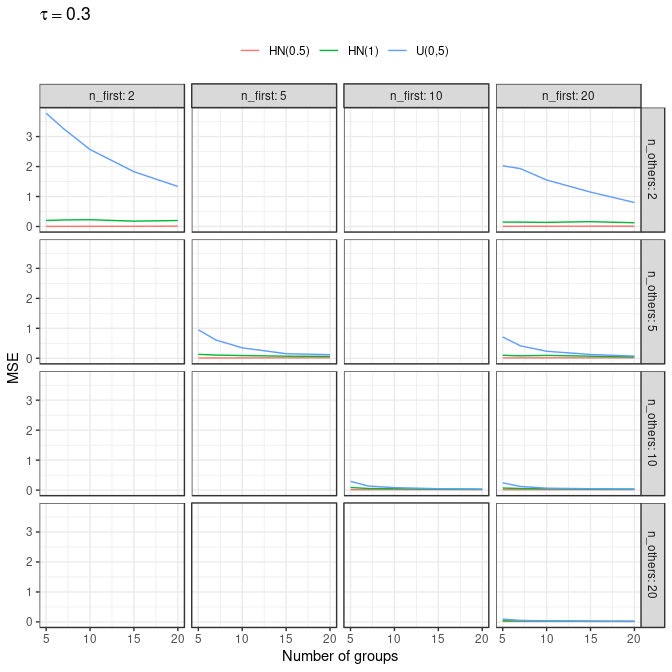 τ = 0.3
HN(0.5) HN(1) U(0,5)
n_first: 2 n_first: 5 n_first: 10 n_first: 20
3
2
1
0
n_others: 2
3
2
1
0
n_others: 5
3
2
1
0
n_others: 10
3
2
1
0
n_others: 20
MSE
5 10 15 20 5 10 15 20 5 10 15 20 5 10 15 20
Number of groups